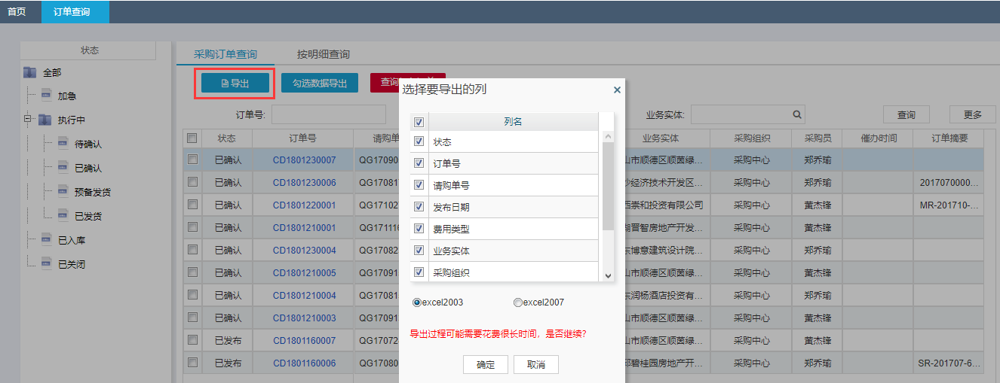 首页 订单查询
状态
全部
加急
执行中
待确认
已确认
预备发货
已发货
已入库
已关闭
采购订单查询 按明细查询
导出 勾选数据导出 查询
订单号: 业务实体: 查询 更多
状态 订单号 请购单 业务实体 采购组织 采购员 催办时间 订单摘要
已确认 CD1801230007 QG17090 山市顺德区顺茵绿... 采购中心 郑乔瑜
已确认 CD1801230006 QG17081 沙经济技术开发区... 采购中心 郑乔瑜 2017070000...
已确认 CD1801220001 QG17102 西崇和投资有限公司 采购中心 黄杰锋 MR-201710-...
已确认 CD1801210001 QG17111 湖晋智房地产开发... 采购中心 黄杰锋
已确认 CD1801230004 QG17082 东博意建筑设计院... 采购中心 郑乔瑜
已确认 CD1801210005 QG17091 山市顺德区顺茵绿... 采购中心 黄杰锋
已确认 CD1801210004 QG17081 东润杨酒店投资有... 采购中心 郑乔瑜
已确认 CD1801210003 QG17091 山市顺德区顺茵绿... 采购中心 郑乔瑜
已发布 CD1801160007 QG17072 山市顺德区顺茵绿... 采购中心 黄杰锋
已发布 CD1801160006 QG17080 碧桂园房地产开... 采购中心 郑乔瑜 SR-201707-6...
选择要导出的列
列名
状态
订单号
请购单号
发布日期
费用类型
业务实体
采购组织
excel2003 excel2007
导出过程可能需要花费很长时间，是否继续？
确定 取消